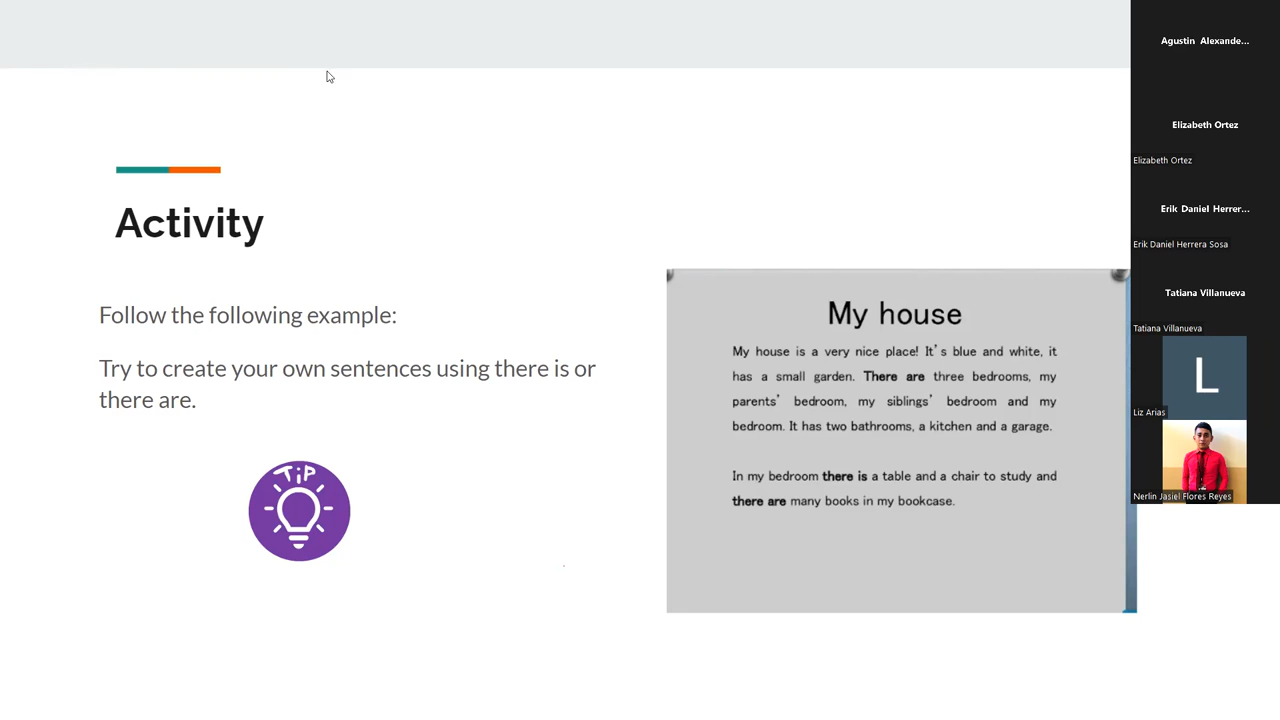 Activity
Follow the following example:
Try to create your own sentences using there is or
there are.
TiP
My house
My house is a very nice place! It's blue and white, it
has a small garden. There are three bedrooms, my
parents' bedroom, my siblings' bedroom and my
bedroom. It has two bathrooms, a kitchen and a garage.
In my bedroom there is a table and a chair to study and
there are many books in my bookcase.
Agustin Alexande...
Elizabeth Ortez
Elizabeth Ortez
Erik Daniel Herrer...
Erik Daniel Herrera Sosa
Tatiana Villanueva
Tatiana Villanueva
L
Liz Arias
Nerlin Jasiel Flores Reyes